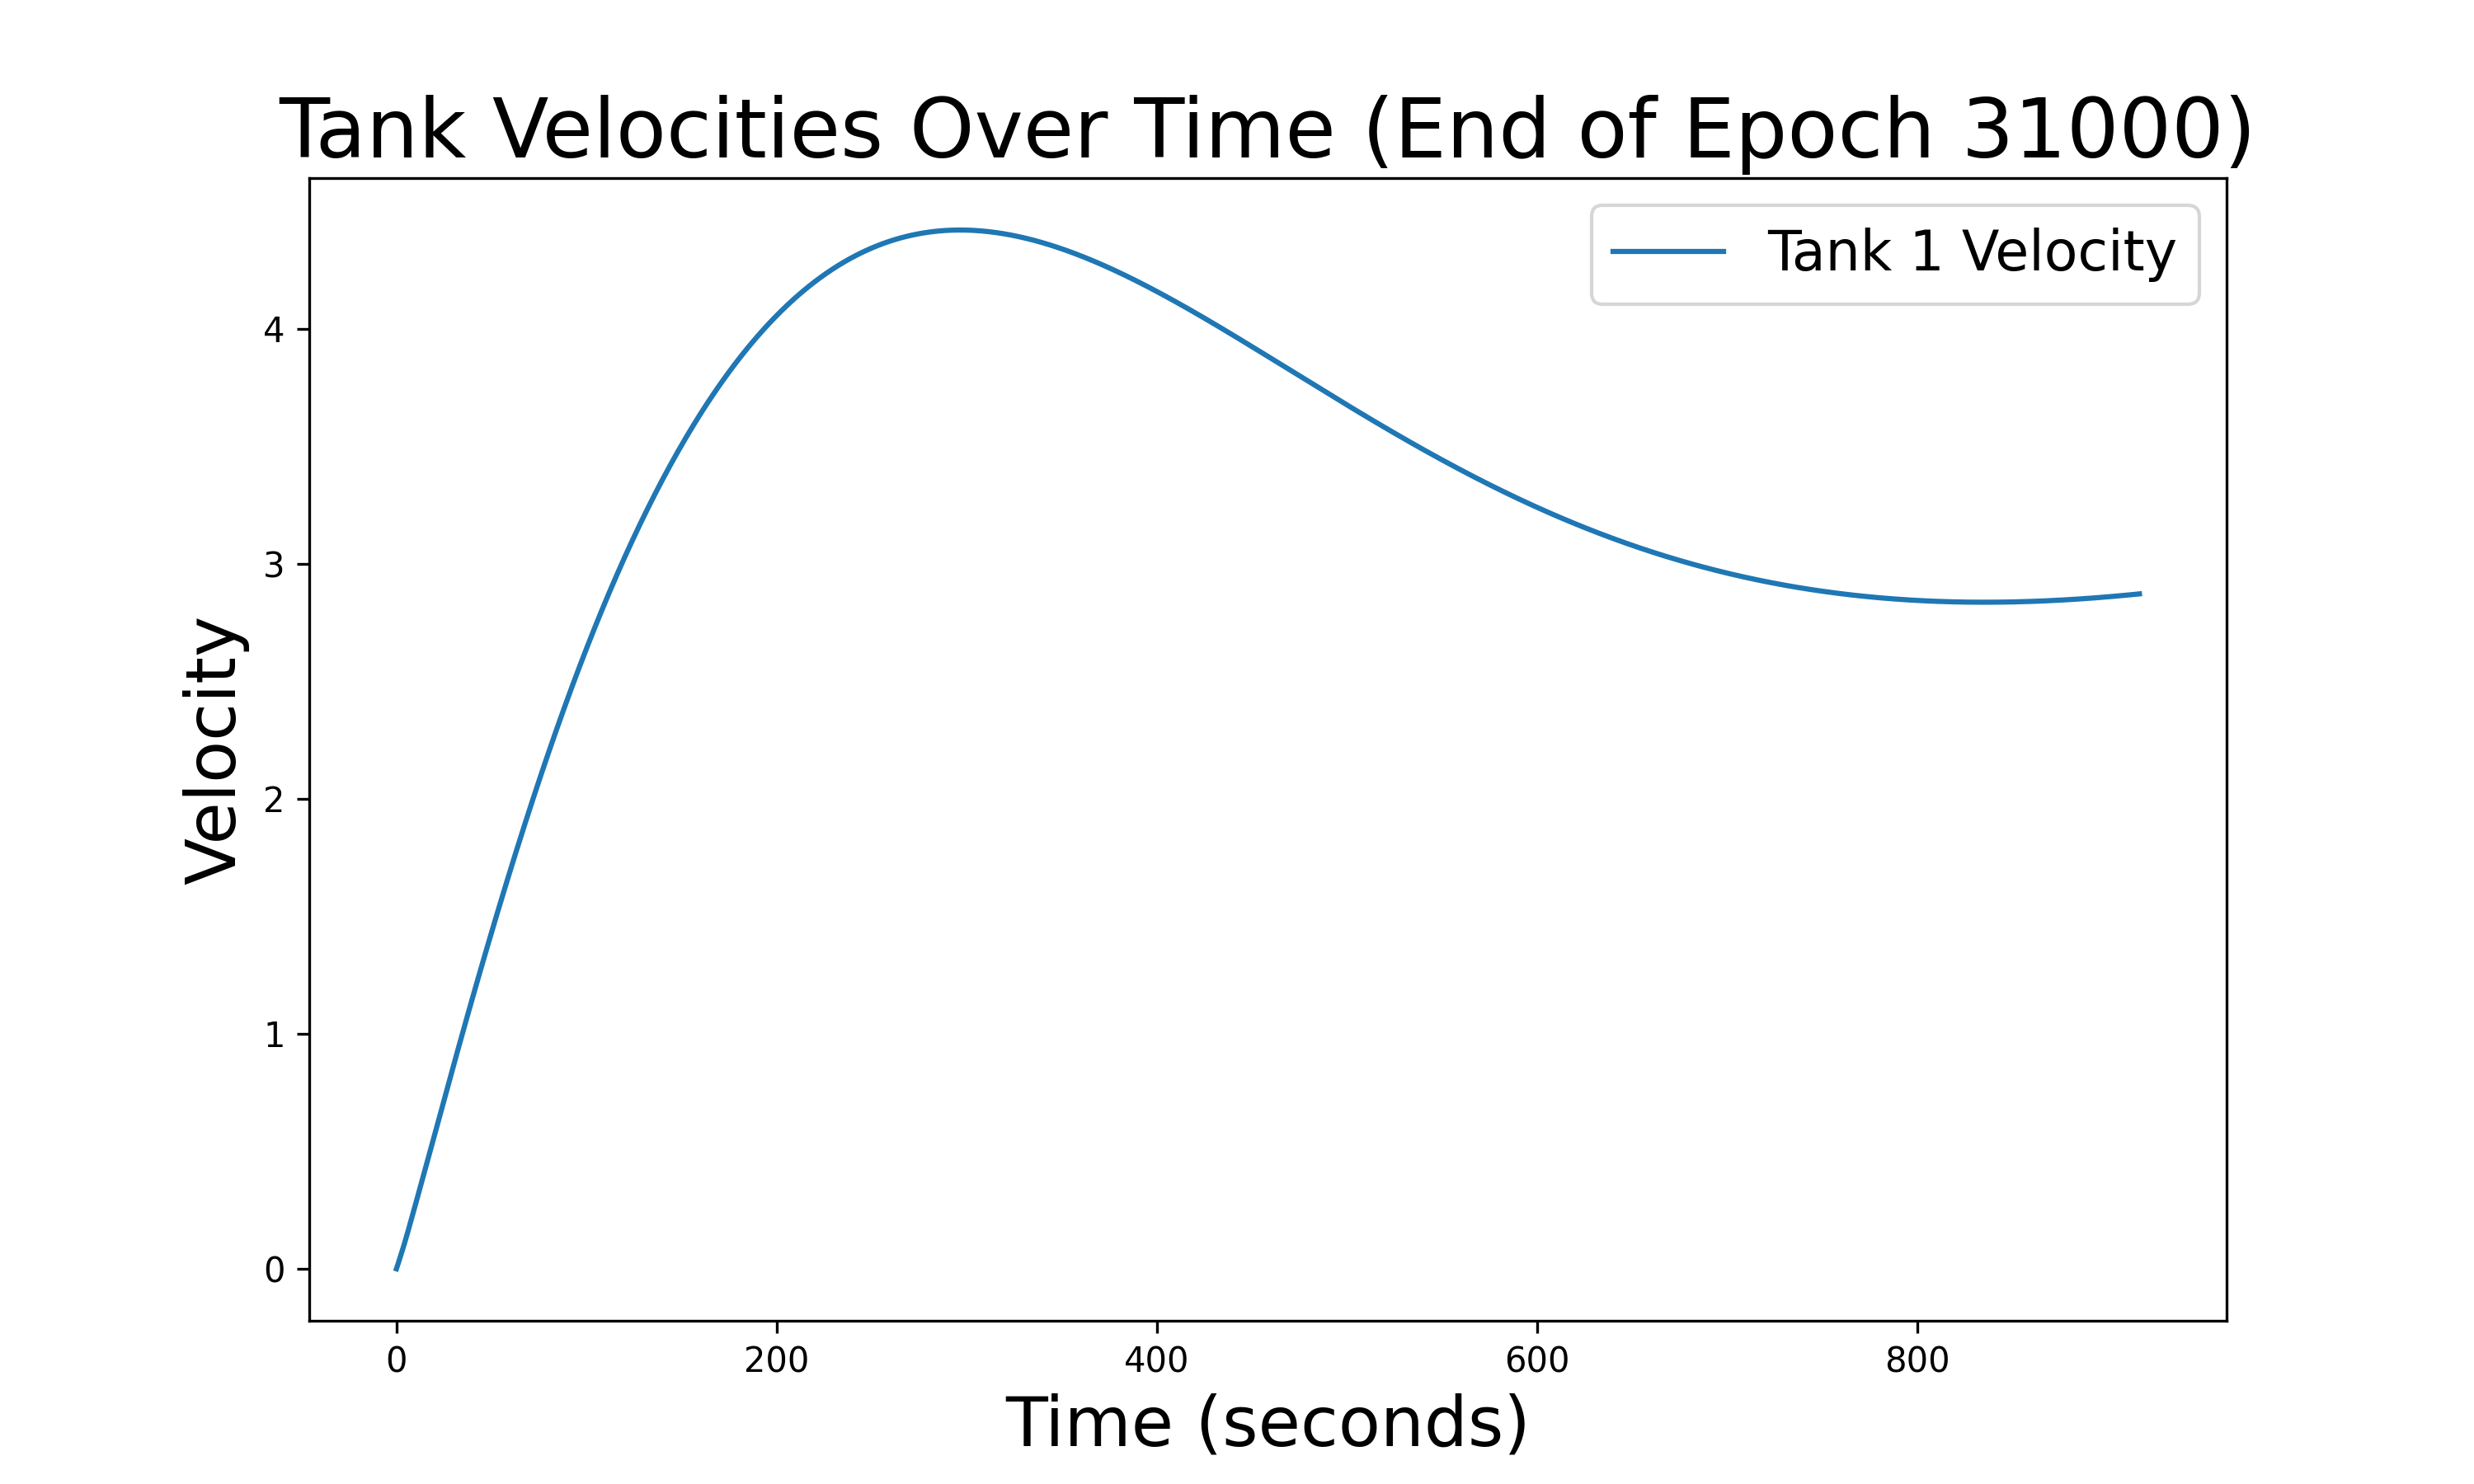 Tank Velocities Over Time (End of Epoch 31000)
Tank 1 Velocity
Velocity
4
3
2
1
0
0 200 400 600 800
Time (seconds)